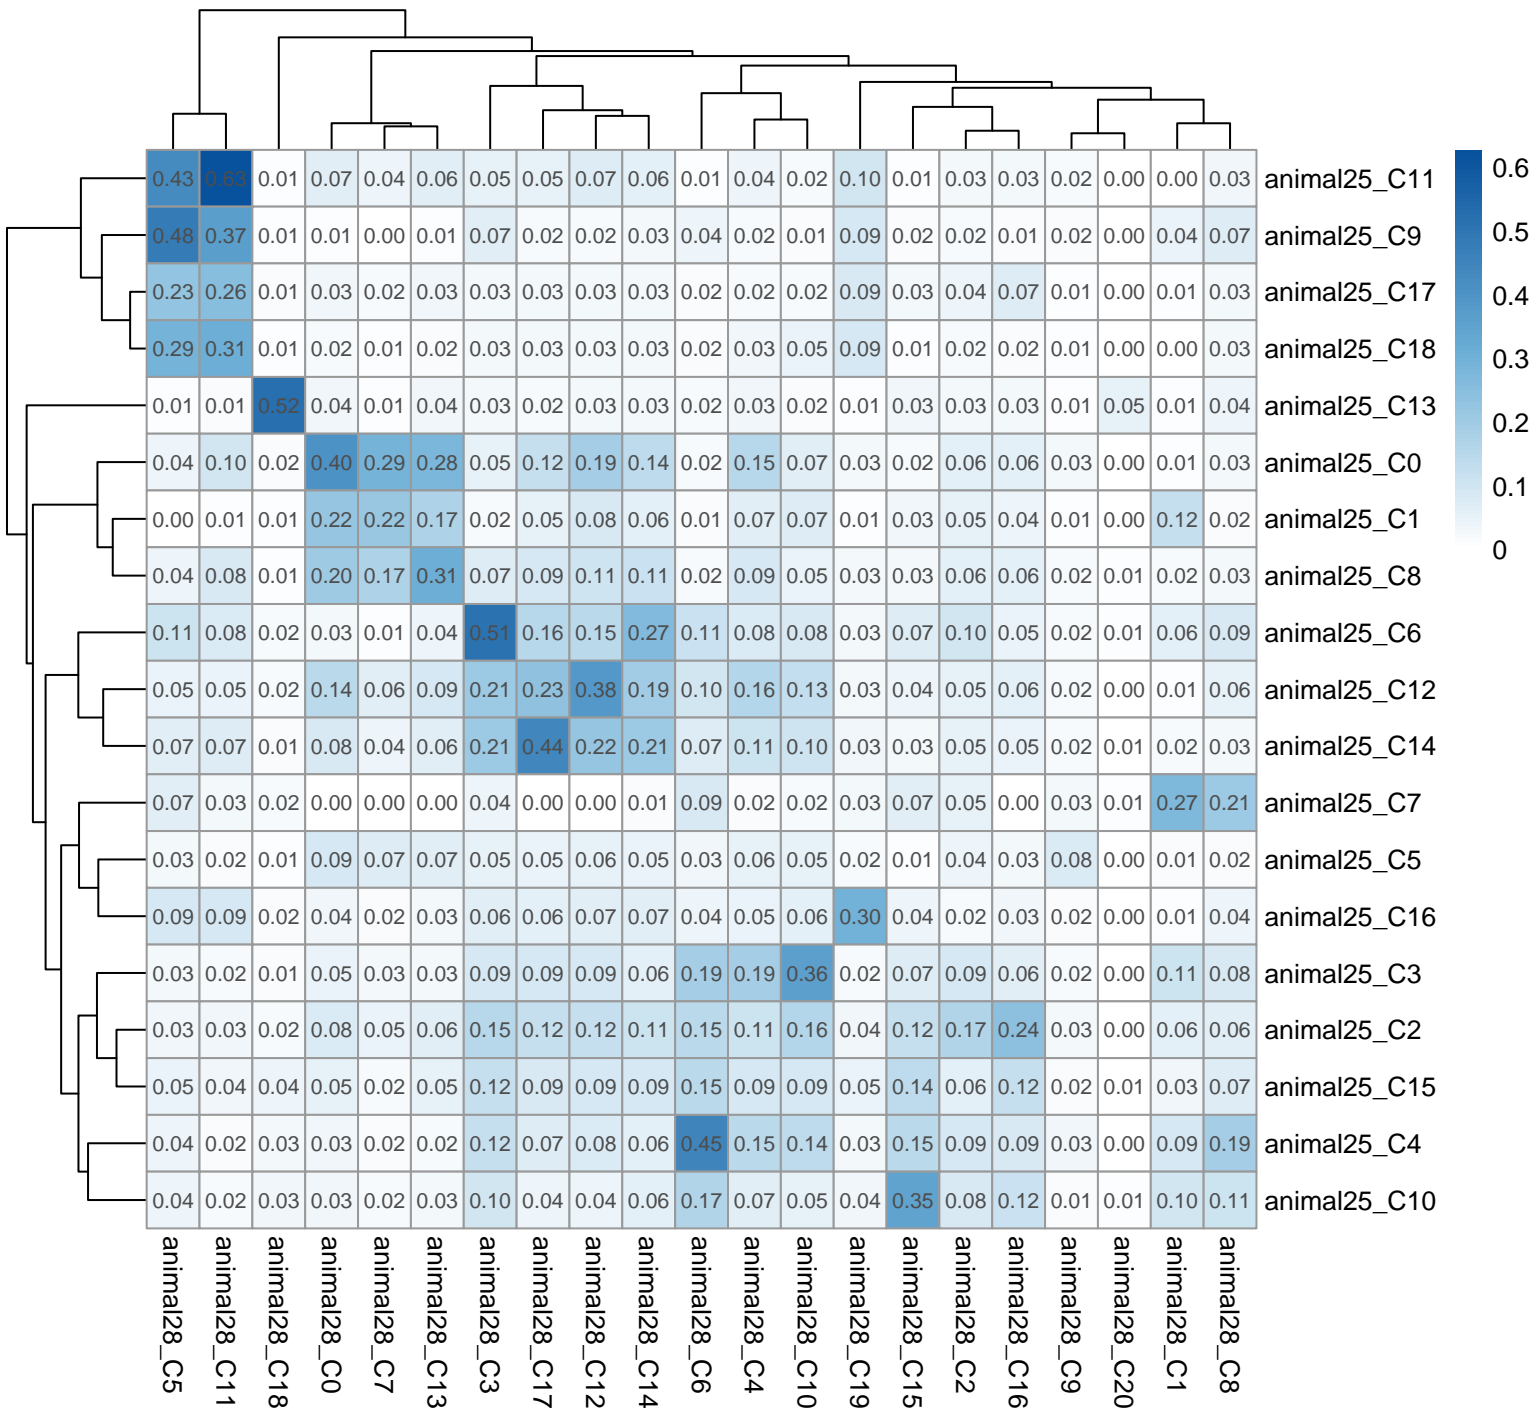 0.43 0.63 0.01 0.07 0.04 0.06 0.05 0.05 0.07 0.06 0.01 0.04 0.02 0.10 0.01 0.03 0.03 0.02 0.00 0.00 0.03 animal25_C11
0.48 0.37 0.01 0.01 0.00 0.01 0.07 0.02 0.02 0.03 0.04 0.02 0.01 0.09 0.02 0.02 0.01 0.02 0.00 0.04 0.07 animal25_C9
0.23 0.26 0.01 0.03 0.02 0.03 0.03 0.03 0.03 0.03 0.02 0.02 0.02 0.09 0.03 0.04 0.07 0.01 0.00 0.01 0.03 animal25_C17
0.29 0.31 0.01 0.02 0.01 0.02 0.03 0.03 0.03 0.03 0.02 0.03 0.05 0.09 0.01 0.02 0.02 0.01 0.00 0.00 0.03 animal25_C18
0.01 0.01 0.52 0.04 0.01 0.04 0.03 0.02 0.03 0.03 0.02 0.03 0.02 0.01 0.03 0.03 0.03 0.01 0.05 0.01 0.04 animal25_C13
0.04 0.10 0.02 0.40 0.29 0.28 0.05 0.12 0.19 0.14 0.02 0.15 0.07 0.03 0.02 0.06 0.06 0.03 0.00 0.01 0.03 animal25_C0
0.00 0.01 0.01 0.22 0.22 0.17 0.02 0.05 0.08 0.06 0.01 0.07 0.07 0.01 0.03 0.05 0.04 0.01 0.00 0.12 0.02 animal25_C1
0.04 0.08 0.01 0.20 0.17 0.31 0.07 0.09 0.11 0.11 0.02 0.09 0.05 0.03 0.03 0.06 0.06 0.02 0.01 0.02 0.03 animal25_C8
0.11 0.08 0.02 0.03 0.01 0.04 0.51 0.16 0.15 0.27 0.11 0.08 0.08 0.03 0.07 0.10 0.05 0.02 0.01 0.06 0.09 animal25_C6
0.05 0.05 0.02 0.14 0.06 0.09 0.21 0.23 0.38 0.19 0.10 0.16 0.13 0.03 0.04 0.05 0.06 0.02 0.00 0.01 0.06 animal25_C12
0.07 0.07 0.01 0.08 0.04 0.06 0.21 0.44 0.22 0.21 0.07 0.11 0.10 0.03 0.03 0.05 0.05 0.02 0.01 0.02 0.03 animal25_C14
0.07 0.03 0.02 0.00 0.00 0.00 0.04 0.00 0.00 0.01 0.09 0.02 0.02 0.03 0.07 0.05 0.00 0.03 0.01 0.27 0.21 animal25_C7
0.03 0.02 0.01 0.09 0.07 0.07 0.05 0.05 0.06 0.05 0.03 0.06 0.05 0.02 0.01 0.04 0.03 0.08 0.00 0.01 0.02 animal25_C5
0.09 0.09 0.02 0.04 0.02 0.03 0.06 0.06 0.07 0.07 0.04 0.05 0.06 0.30 0.04 0.02 0.03 0.02 0.00 0.01 0.04 animal25_C16
0.03 0.02 0.01 0.05 0.03 0.03 0.09 0.09 0.09 0.06 0.19 0.19 0.36 0.02 0.07 0.09 0.06 0.02 0.00 0.11 0.08 animal25_C3
0.03 0.03 0.02 0.08 0.05 0.06 0.15 0.12 0.12 0.11 0.15 0.11 0.16 0.04 0.12 0.17 0.24 0.03 0.00 0.06 0.06 animal25_C2
0.05 0.04 0.04 0.05 0.02 0.05 0.12 0.09 0.09 0.09 0.15 0.09 0.09 0.05 0.14 0.06 0.12 0.02 0.01 0.03 0.07 animal25_C15
0.04 0.02 0.03 0.03 0.02 0.02 0.12 0.07 0.08 0.06 0.45 0.15 0.14 0.03 0.15 0.09 0.09 0.03 0.00 0.09 0.19 animal25_C4
0.04 0.02 0.03 0.03 0.02 0.03 0.10 0.04 0.04 0.06 0.17 0.07 0.05 0.04 0.35 0.08 0.12 0.01 0.01 0.10 0.11 animal25_C10
animal28_C5
animal28_C11
animal28_C18
animal28_C0
animal28_C7
animal28_C13
animal28_C3
animal28_C17
animal28_C12
animal28_C14
animal28_C6
animal28_C4
animal28_C10
animal28_C19
animal28_C15
animal28_C2
animal28_C16
animal28_C9
animal28_C20
animal28_C1
animal28_C8
0.6
0.5
0.4
0.3
0.2
0.1
0